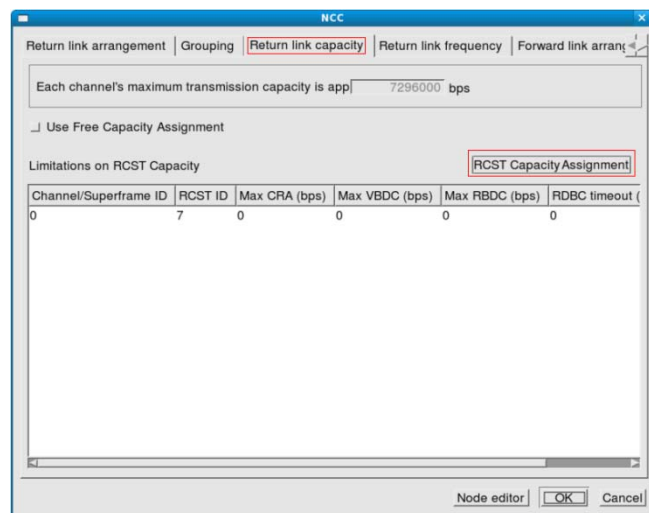 NCC
Return link arrangement Grouping Return link capacity Return link frequency Forward link arrang
Each channel's maximum transmission capacity is app 7296000 bps
Use Free Capacity Assignment
Limitations on RCST Capacity RCST Capacity Assignment
Channel/Superframe ID RCST ID Max CRA (bps) Max VBDC (bps) Max RBDC (bps) RDBC timeout (
0 7 0 0 0 0
Node editor OK Cancel